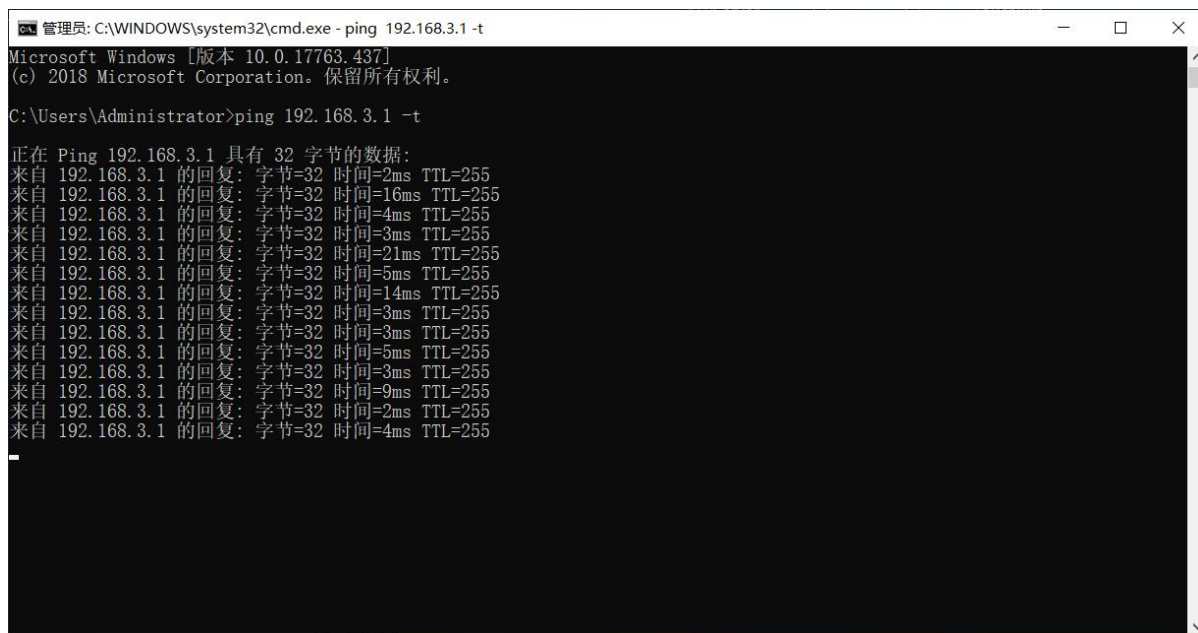 管理员: C:\WINDOWS\system32\cmd.exe - ping 192.168.3.1 -t
Microsoft Windows [版本 10.0.17763.437]
(c) 2018 Microsoft Corporation。保留所有权利。
C:\Users\Administrator>ping 192.168.3.1 -t
正在 Ping 192.168.3.1 具有 32 字节的数据:
来自 192.168.3.1 的回复: 字节=32 时间=2ms TTL=255
来自 192.168.3.1 的回复: 字节=32 时间=16ms TTL=255
来自 192.168.3.1 的回复: 字节=32 时间=4ms TTL=255
来自 192.168.3.1 的回复: 字节=32 时间=3ms TTL=255
来自 192.168.3.1 的回复: 字节=32 时间=21ms TTL=255
来自 192.168.3.1 的回复: 字节=32 时间=5ms TTL=255
来自 192.168.3.1 的回复: 字节=32 时间=14ms TTL=255
来自 192.168.3.1 的回复: 字节=32 时间=3ms TTL=255
来自 192.168.3.1 的回复: 字节=32 时间=3ms TTL=255
来自 192.168.3.1 的回复: 字节=32 时间=5ms TTL=255
来自 192.168.3.1 的回复: 字节=32 时间=3ms TTL=255
来自 192.168.3.1 的回复: 字节=32 时间=9ms TTL=255
来自 192.168.3.1 的回复: 字节=32 时间=2ms TTL=255
来自 192.168.3.1 的回复: 字节=32 时间=4ms TTL=255